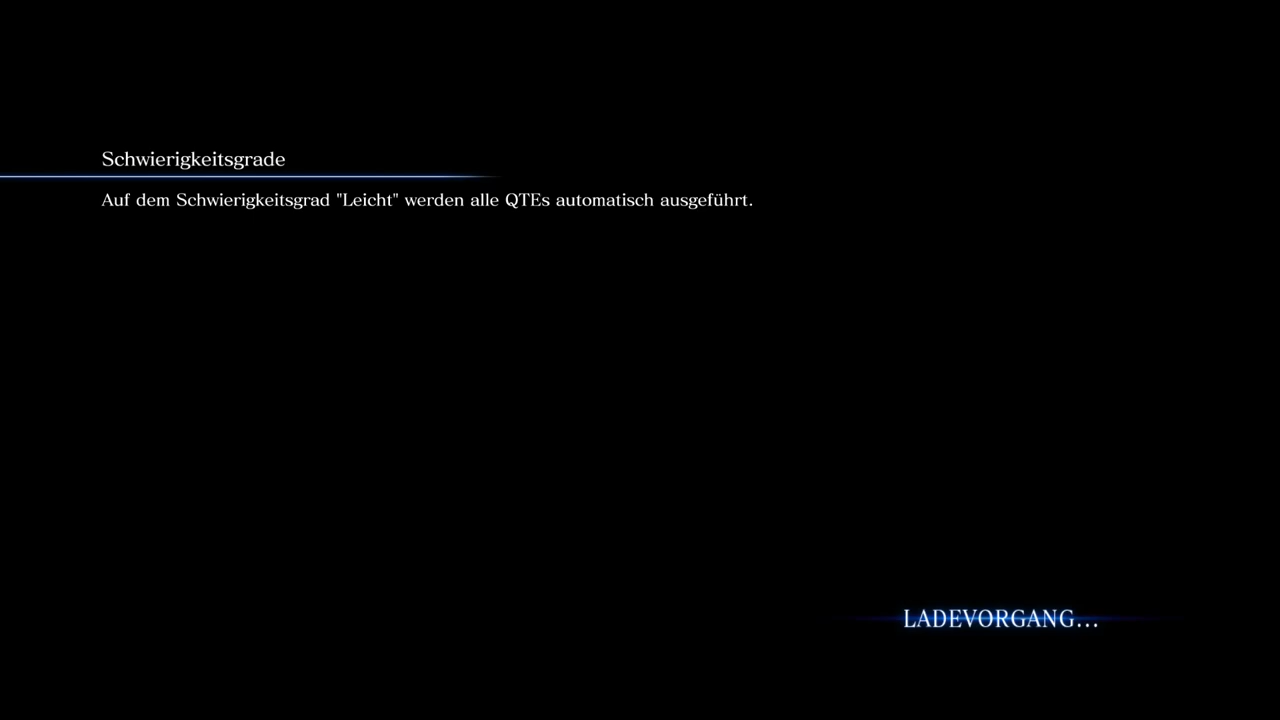 Schwierigkeitsgrade
Auf dem Schwierigkeitsgrad "Leicht" werden alle QTEs automatisch ausgeführt.
LADEVORGANG...